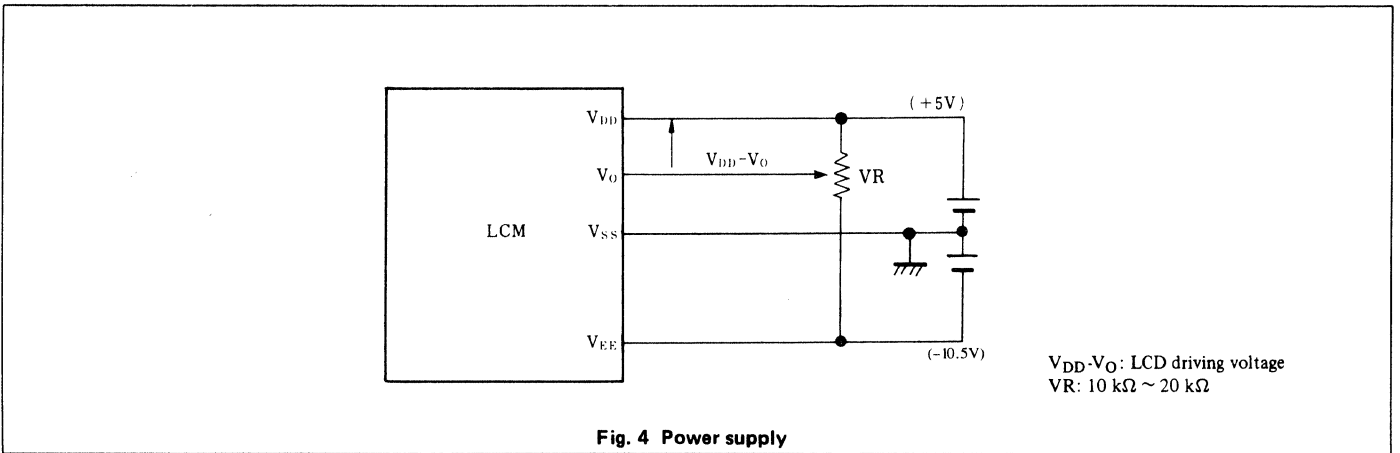 (+5V)
VDD
VDD-VO
VO
VR
LCM
VSS
VEE
(-10.5V)
VDD-VO: LCD driving voltage
VR: 10 kΩ ~ 20 kΩ
Fig. 4 Power supply